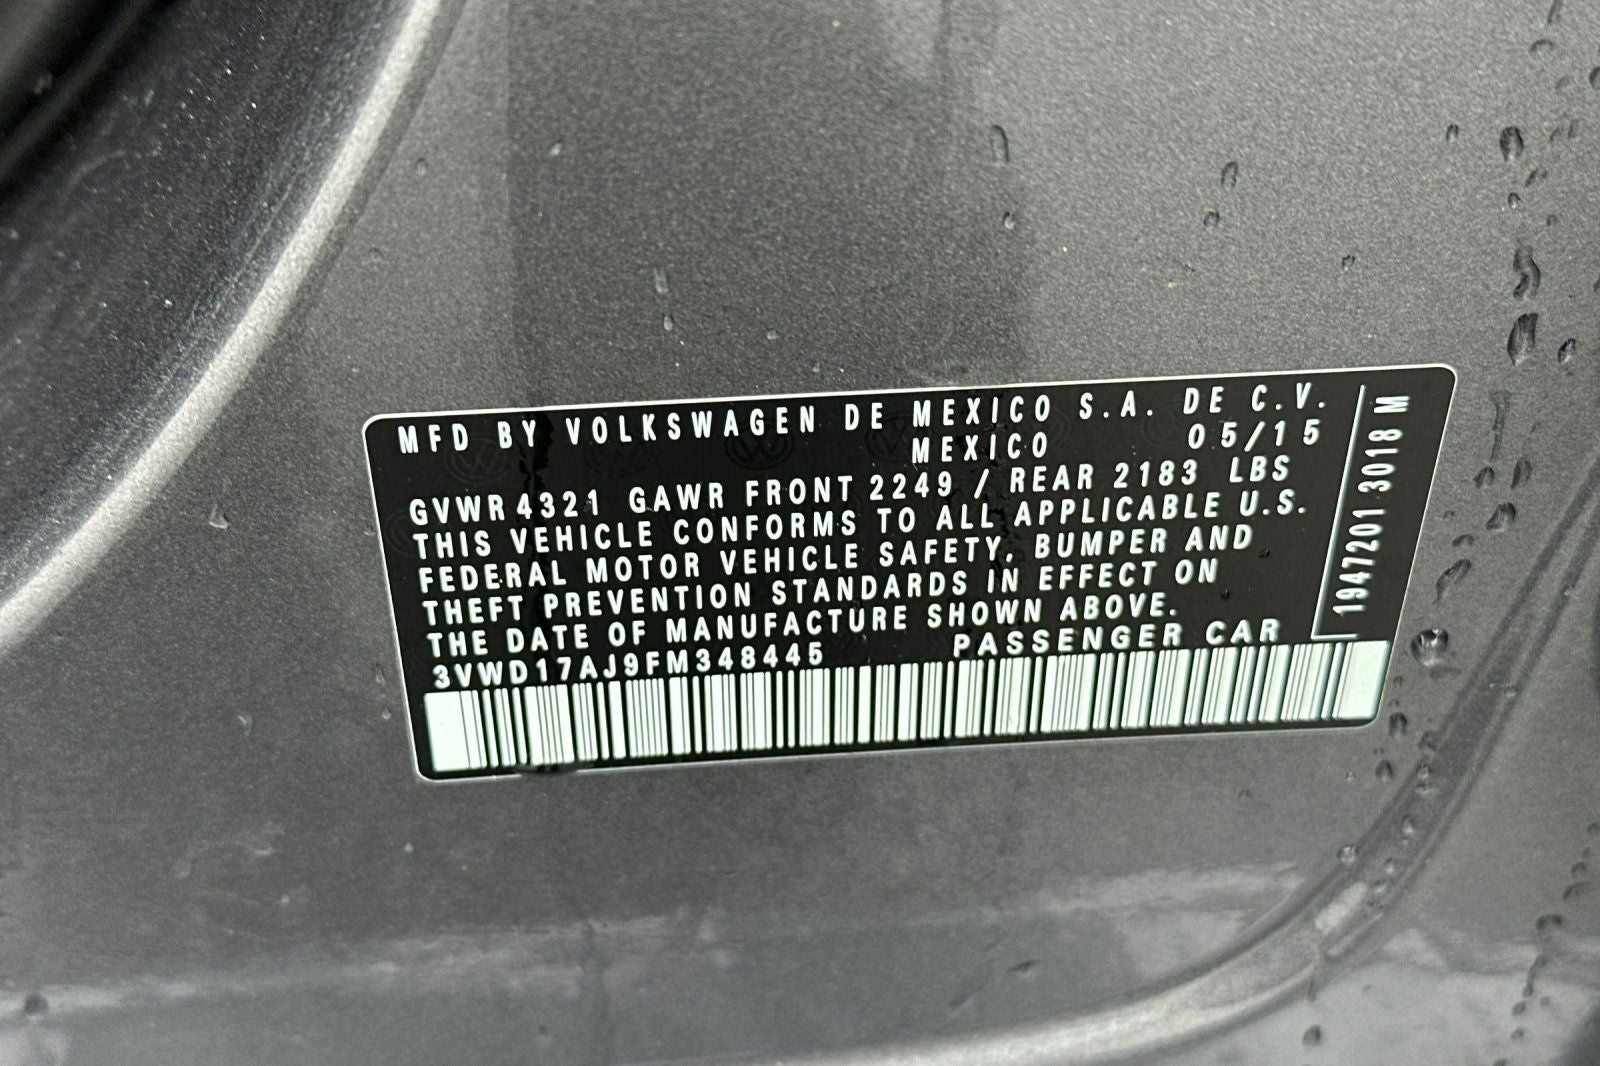 MFD BY VOLKSWAGEN DE MEXICO S.A. DE C.V.
MEXICO 05/15
GVWR 4321 GAWR FRONT 2249 / REAR 2183 LBS
THIS VEHICLE CONFORMS TO ALL APPLICABLE U.S.
FEDERAL MOTOR VEHICLE SAFETY, BUMPER AND
THEFT PREVENTION STANDARDS IN EFFECT ON
THE DATE OF MANUFACTURE SHOWN ABOVE.
3VWD17AJ9FM348445 PASSENGER CAR
1947201 3018 M